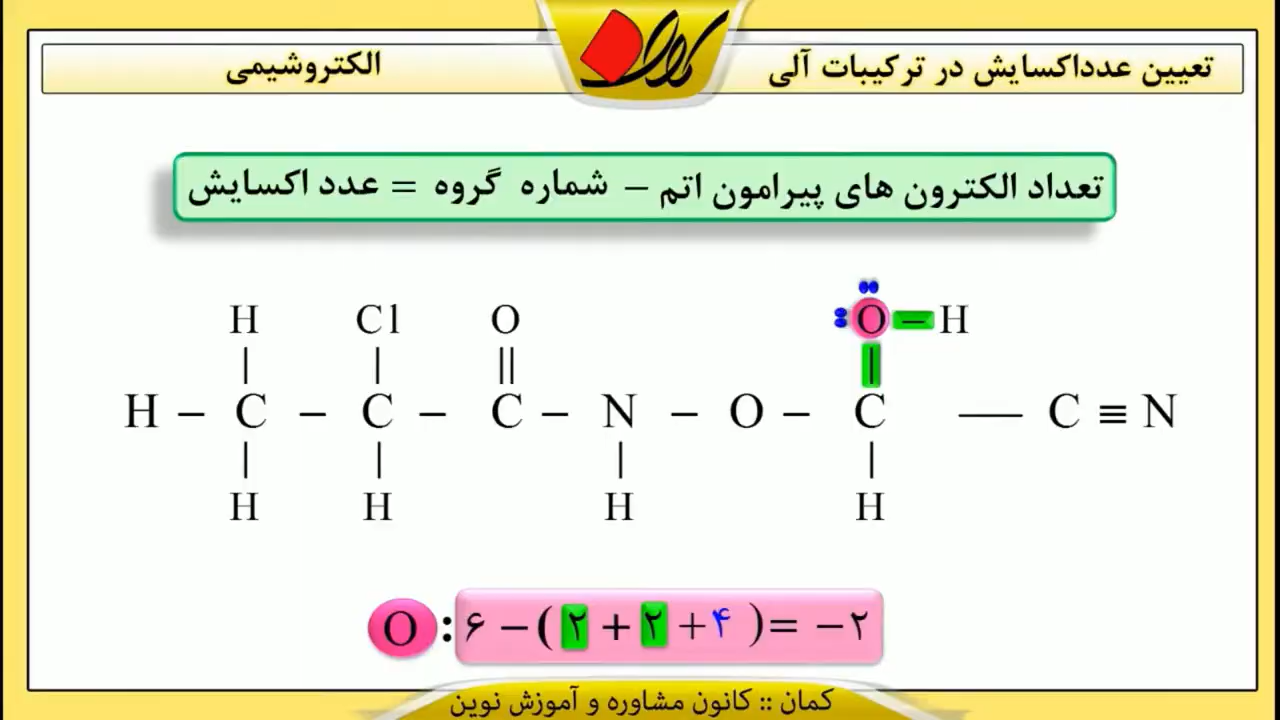 تعیین عدداکسایش در ترکیبات آلی
کمان
الکتروشیمی
تعداد الکترون های پیرامون اتم – شماره گروه = عدد اکسایش
H Cl O O – H
H – C – C – C – N – O – C — C ≡ N
H H H H
O : ۶ – (۲ + ۲ + ۴) = – ۲
کمان :: کانون مشاوره و آموزش نوین